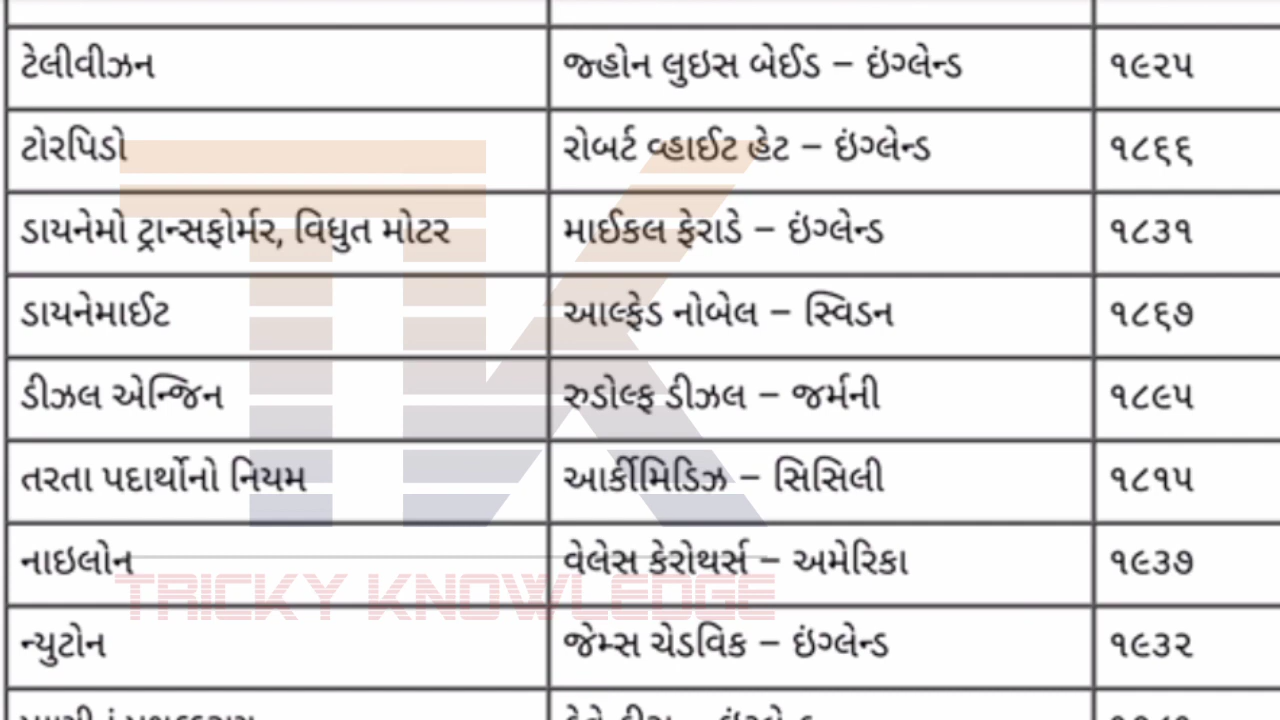 ટેલીવીઝન જ્હોન લુઇસ બેઈડ – ઇંગ્લેન્ડ ૧૯૨૫
ટોરપિડો રોબર્ટ વ્હાઈટ હેટ – ઇંગ્લેન્ડ ૧૮૬૬
ડાયનેમો ટ્રાન્સફોર્મર, વિધુત મોટર માઈકલ ફેરાડે – ઇંગ્લેન્ડ ૧૮૩૧
ડાયનેમાઈટ આલ્ફ્રેડ નોબેલ – સ્વિડન ૧૮૬૭
ડીઝલ એન્જિન રુડોલ્ફ ડીઝલ – જર્મની ૧૮૯૫
તરતા પદાર્થોનો નિયમ આર્કીમિડિઝ – સિસિલી ૧૮૧૫
નાઇલોન વેલેસ કેરોથર્સ – અમેરિકા ૧૯૩૭
TRICKY KNOWLEDGE
ન્યુટોન જેમ્સ ચેડવિક – ઇંગ્લેન્ડ ૧૯૩૨